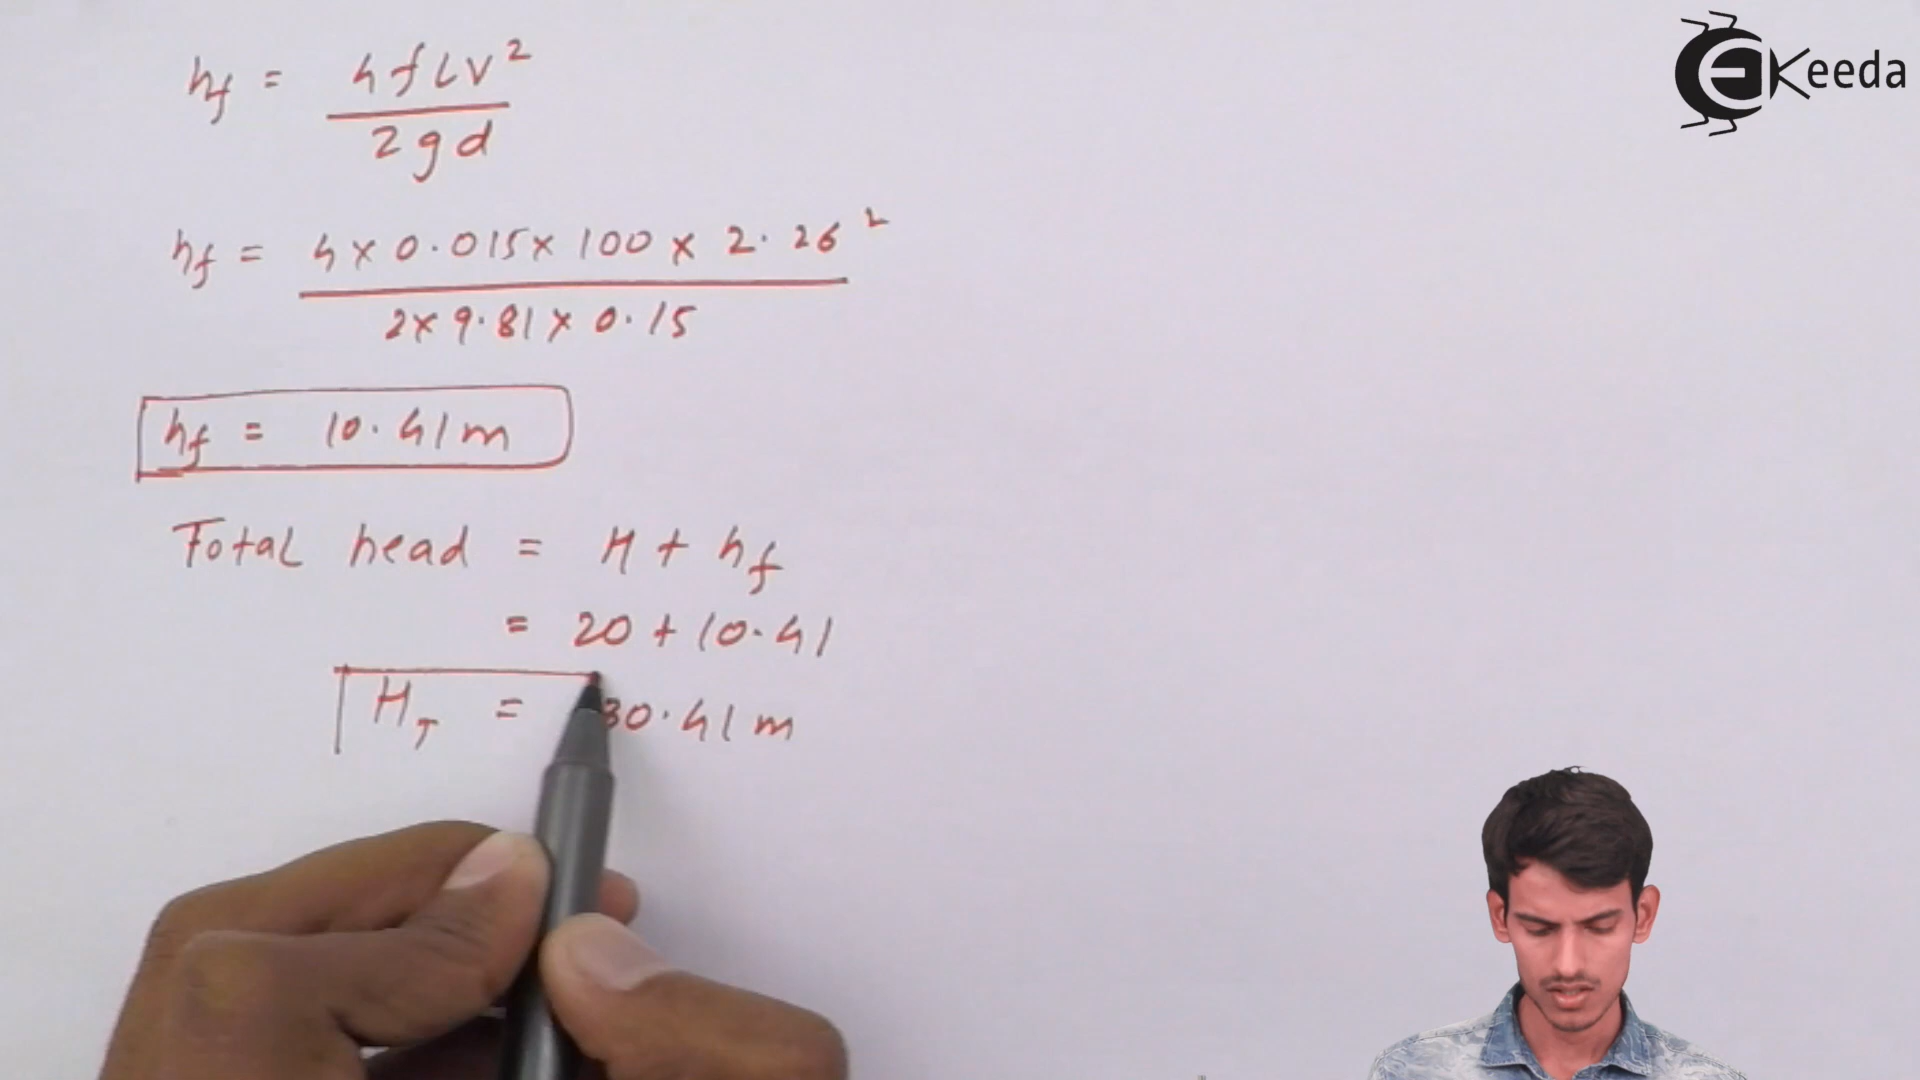 hf = 4fLV²
2gd
hf = 4 x 0.015 x 100 x 2.26²
2 x 9.81 x 0.15
hf = 10.41m
Total head = H + hf
= 20 + 10.41
HT = 30.41m
EKeeda